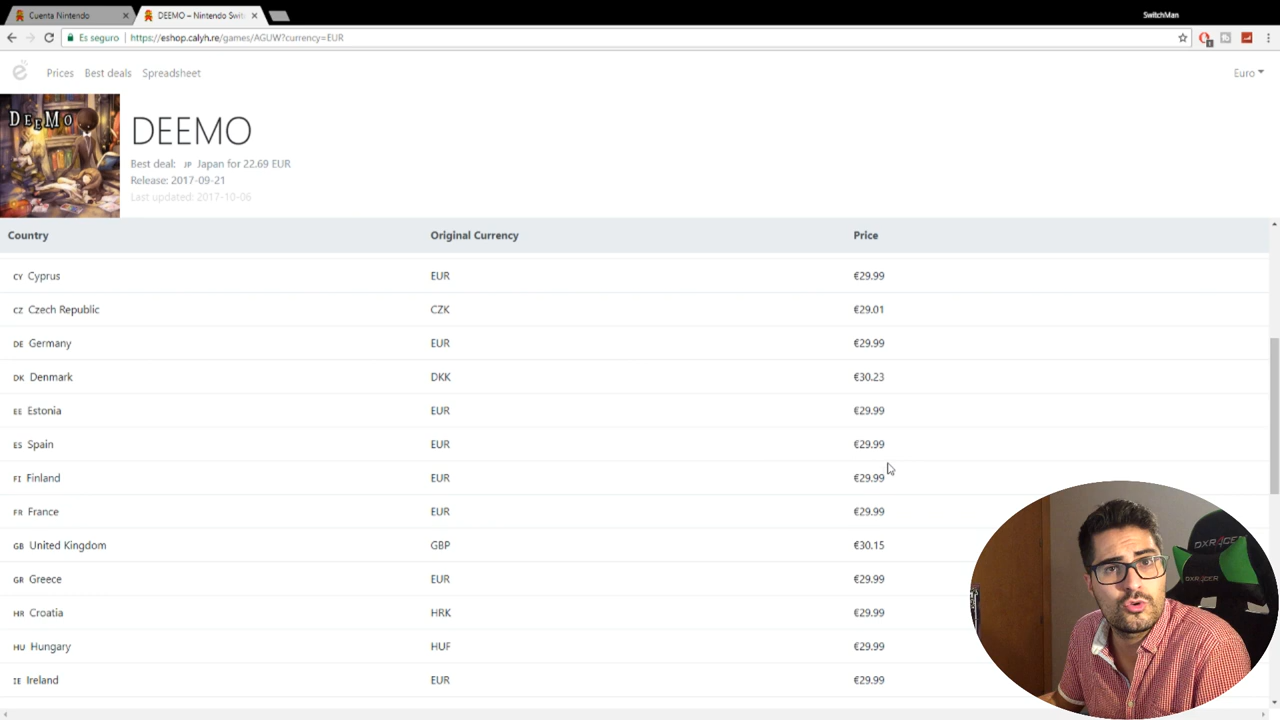 Cuenta Nintendo
DEEMO – Nintendo Swit
SwitchMan
Es seguro https://eshop.calyh.re/games/AGUW?currency=EUR
Prices Best deals Spreadsheet Euro
DEEMO
DEEMO
Best deal: JP Japan for 22.69 EUR
Release: 2017-09-21
Last updated: 2017-10-06
Country Original Currency Price
CY Cyprus EUR €29.99
CZ Czech Republic CZK €29.01
DE Germany EUR €29.99
DK Denmark DKK €30.23
EE Estonia EUR €29.99
ES Spain EUR €29.99
FI Finland EUR €29.99
FR France EUR €29.99
GB United Kingdom GBP €30.15
GR Greece EUR €29.99
HR Croatia HRK €29.99
HU Hungary HUF €29.99
IE Ireland EUR €29.99
DXRACER
DXRACER